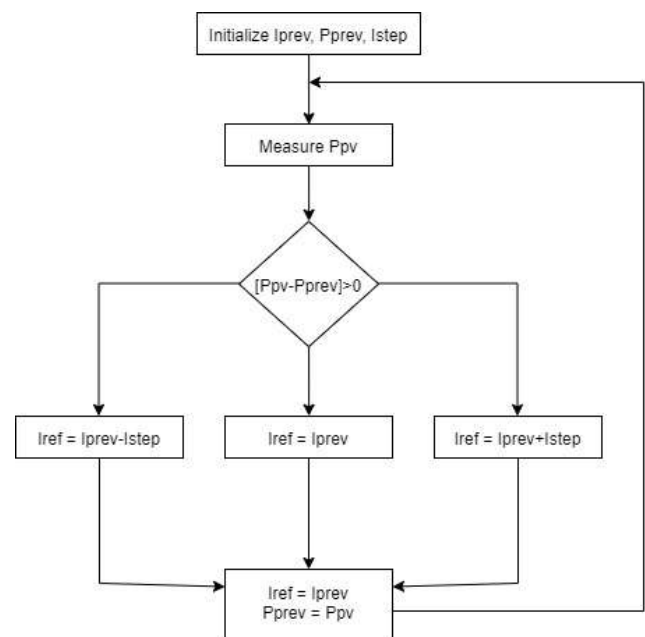 Initialize Iprev, Pprev, Istep
Measure Ppv
[Ppv-Pprev]>0
Iref = Iprev-Istep
Iref = Iprev
Iref = Iprev+Istep
Iref = Iprev
Pprev = Ppv